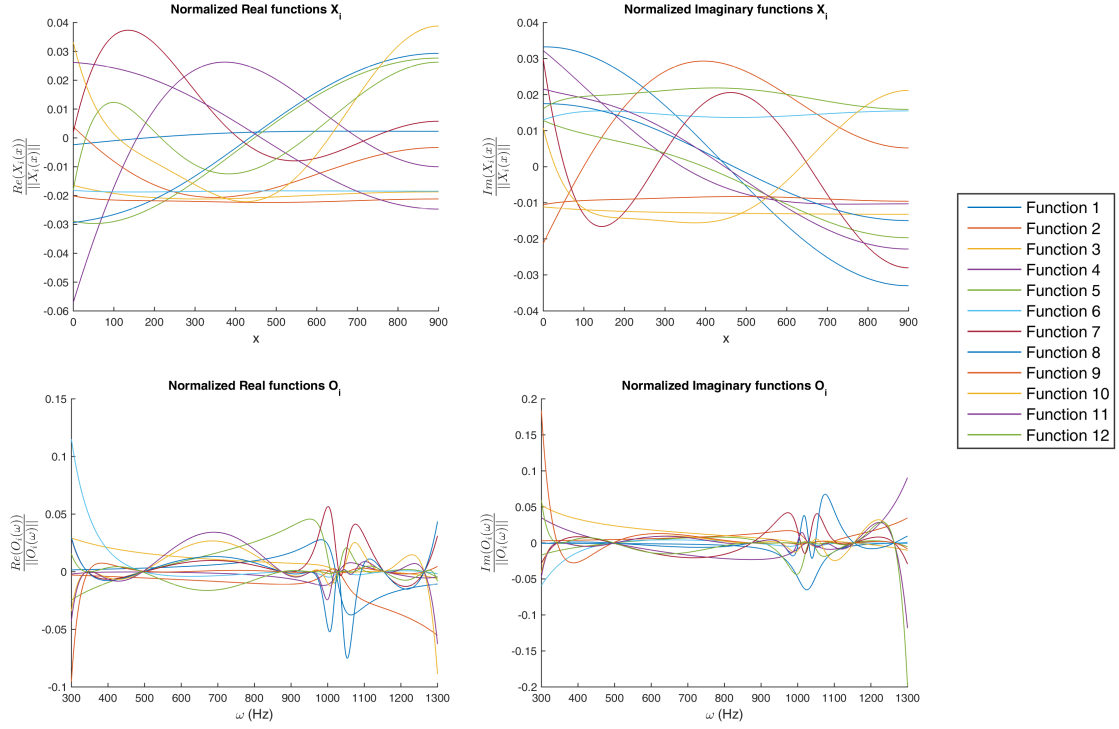 Normalized Real functions X_i
0.04
0.03
0.02
0.01
0
-0.01
-0.02
-0.03
-0.04
-0.05
-0.06
Re(X_i(x))
||X_i(x)||
0 100 200 300 400 500 600 700 800 900
x
Normalized Imaginary functions X_i
0.04
0.03
0.02
0.01
0
-0.01
-0.02
-0.03
-0.04
Im(X_i(x))
||X_i(x)||
0 100 200 300 400 500 600 700 800 900
x
Function 1
Function 2
Function 3
Function 4
Function 5
Function 6
Function 7
Function 8
Function 9
Function 10
Function 11
Function 12
Normalized Real functions O_i
0.15
0.1
0.05
0
-0.05
-0.1
Re(O_i(ω))
||O_i(ω)||
300 400 500 600 700 800 900 1000 1100 1200 1300
ω (Hz)
Normalized Imaginary functions O_i
0.2
0.15
0.1
0.05
0
-0.05
-0.1
-0.15
-0.2
Im(O_i(ω))
||O_i(ω)||
300 400 500 600 700 800 900 1000 1100 1200 1300
ω (Hz)